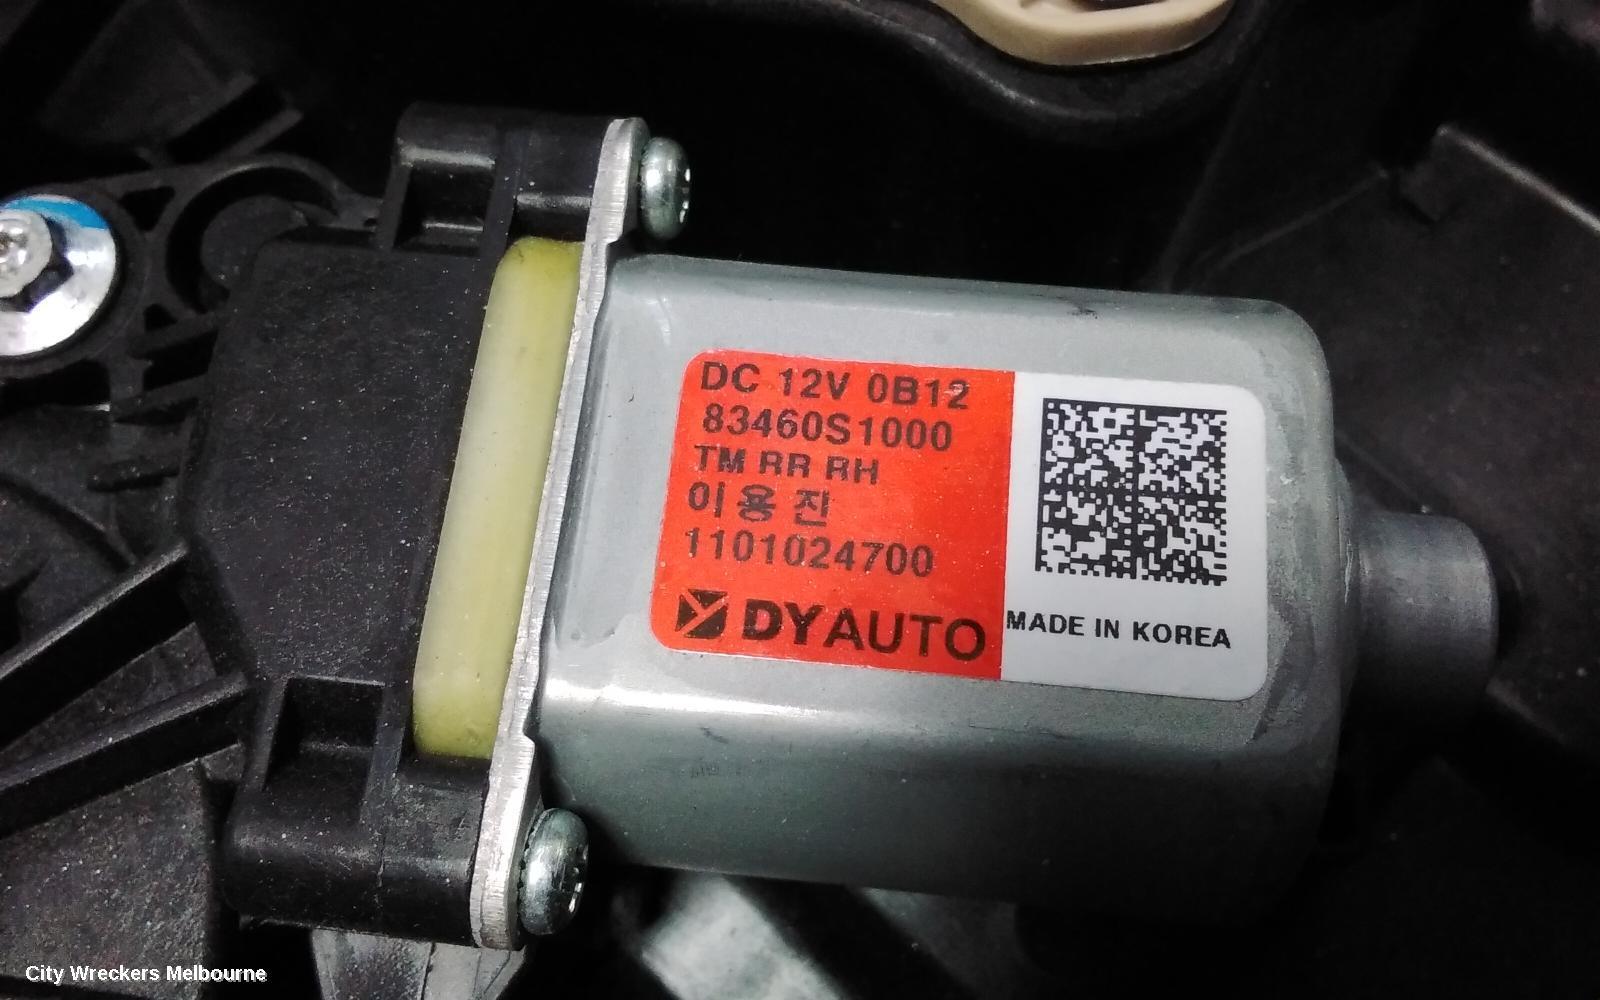 DC 12V 0B12
83460S1000
TM RR RH
이용진
1101024700
DYAUTO
MADE IN KOREA
City Wreckers Melbourne